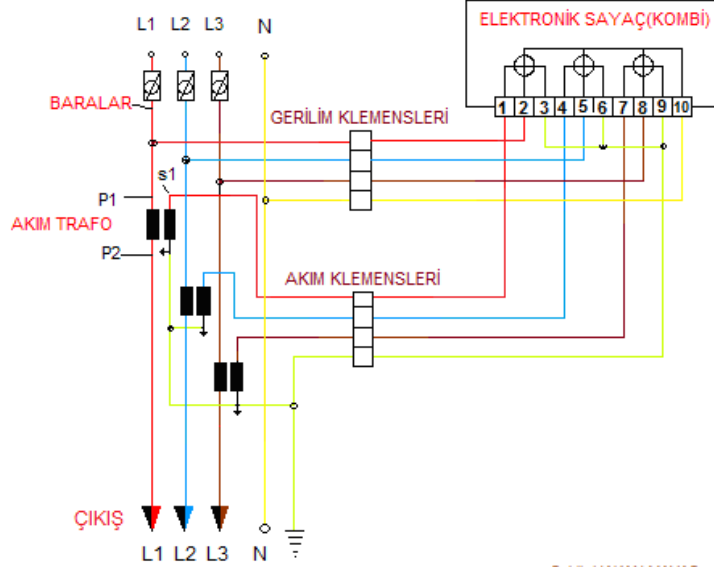 ELEKTRONİK SAYAÇ(KOMBİ)
L1 L2 L3 N
BARALAR
1 2 3 4 5 6 7 8 9 10
GERİLİM KLEMENSLERİ
s1
P1
AKIM TRAFO
P2
AKIM KLEMENSLERİ
ÇIKIŞ
L1 L2 L3 N